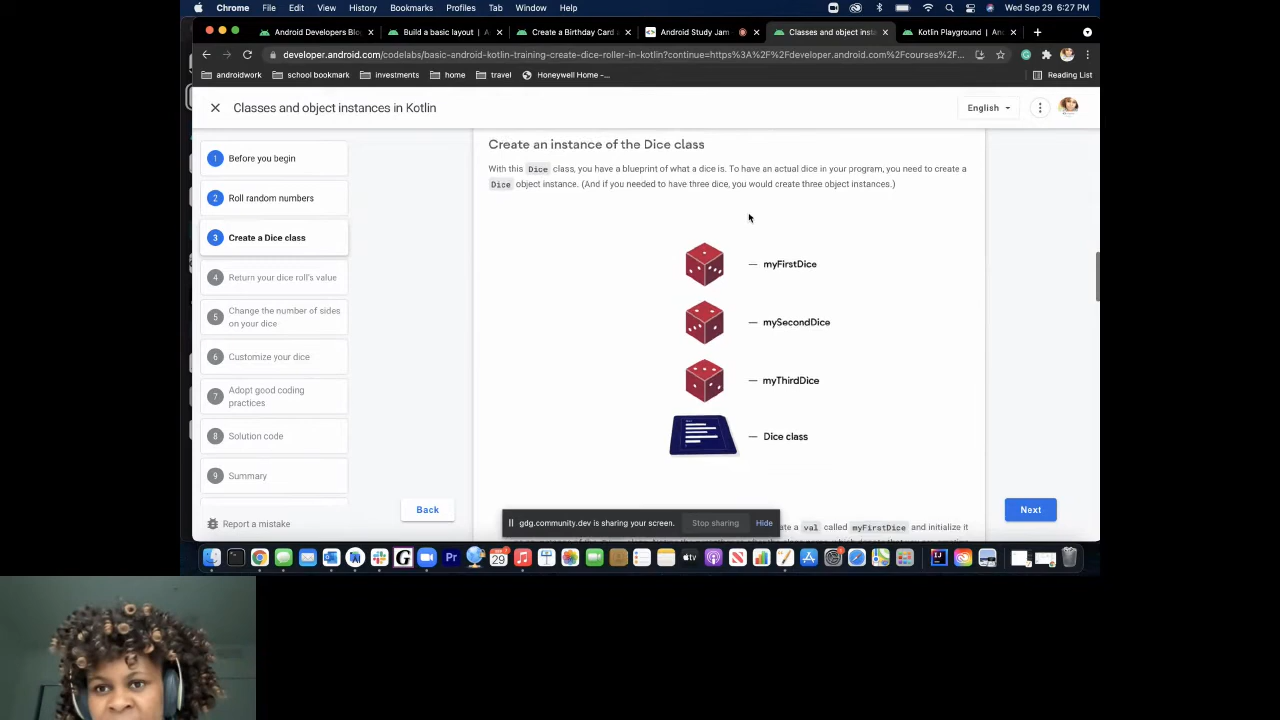 Chrome File Edit View History Bookmarks Profiles Tab Window Help Wed Sep 29 6:27 PM
Android Developers Blo Build a basic layout | A Create a Birthday Card Android Study Jam Classes and object insta Kotlin Playground | And
developer.android.com/codelabs/basic-android-kotlin-training-create-dice-roller-in-kotlin?continue=https%3A%2F%2Fdeveloper.android.com%2Fcourses%2F...
androidwork school bookmark investments home travel Honeywell Home -... Reading List
Classes and object instances in Kotlin
English
1 Before you begin
2 Roll random numbers
3 Create a Dice class
4 Return your dice roll's value
5 Change the number of sides
on your dice
6 Customize your dice
7 Adopt good coding
practices
8 Solution code
9 Summary
Report a mistake
Create an instance of the Dice class
With this Dice class, you have a blueprint of what a dice is. To have an actual dice in your program, you need to create a
Dice object instance. (And if you needed to have three dice, you would create three object instances.)
— myFirstDice
— mySecondDice
— myThirdDice
— Dice class
Back
Next
ate a val called myFirstDice and initialize it
gdg.community.dev is sharing your screen. Stop sharing Hide